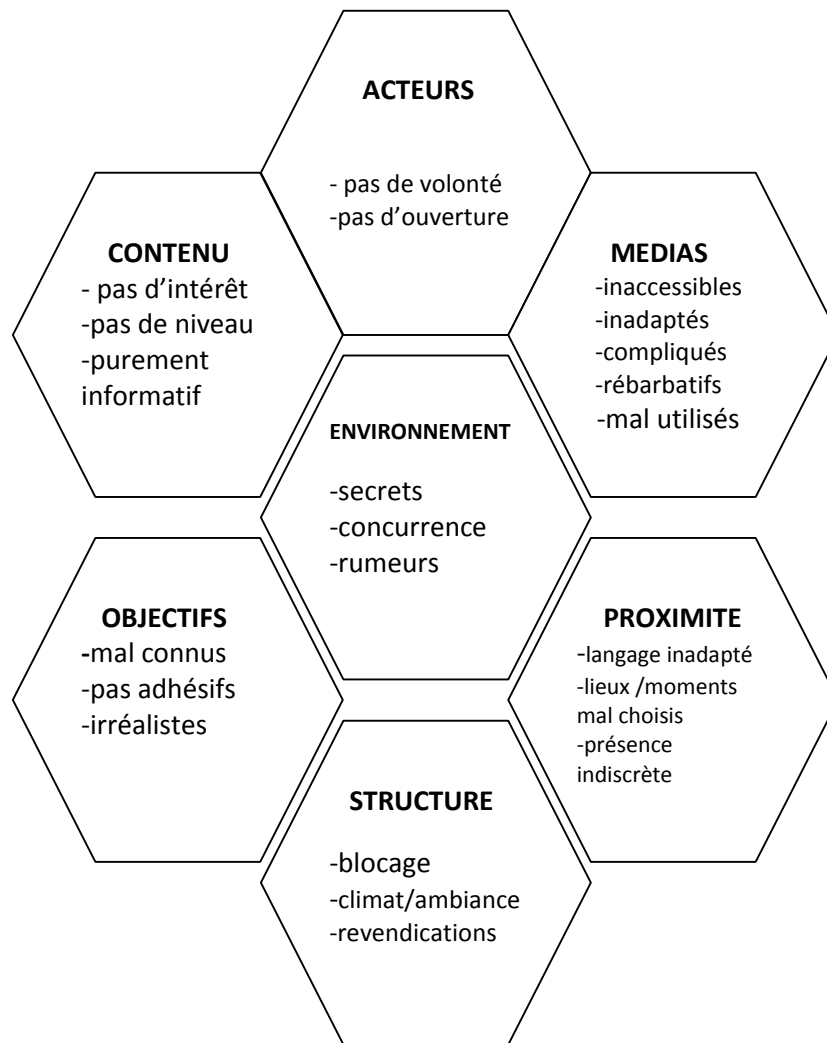 ACTEURS
- pas de volonté
-pas d’ouverture
CONTENU
- pas d’intérêt
-pas de niveau
-purement
informatif
MEDIAS
-inaccessibles
-inadaptés
-compliqués
-rébarbatifs
-mal utilisés
ENVIRONNEMENT
-secrets
-concurrence
-rumeurs
OBJECTIFS
-mal connus
-pas adhésifs
-irréalistes
PROXIMITE
-langage inadapté
-lieux /moments
mal choisis
-présence
indiscrète
STRUCTURE
-blocage
-climat/ambiance
-revendications